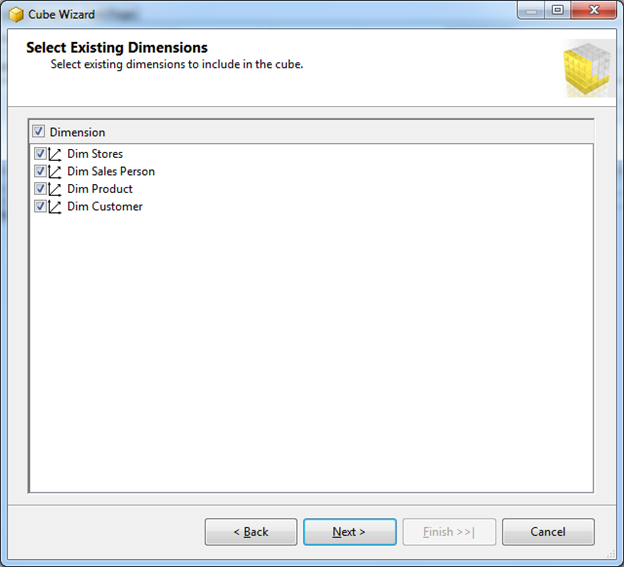 Cube Wizard
Select Existing Dimensions
Select existing dimensions to include in the cube.
Dimension
Dim Stores
Dim Sales Person
Dim Product
Dim Customer
< Back
Next >
Finish >>|
Cancel